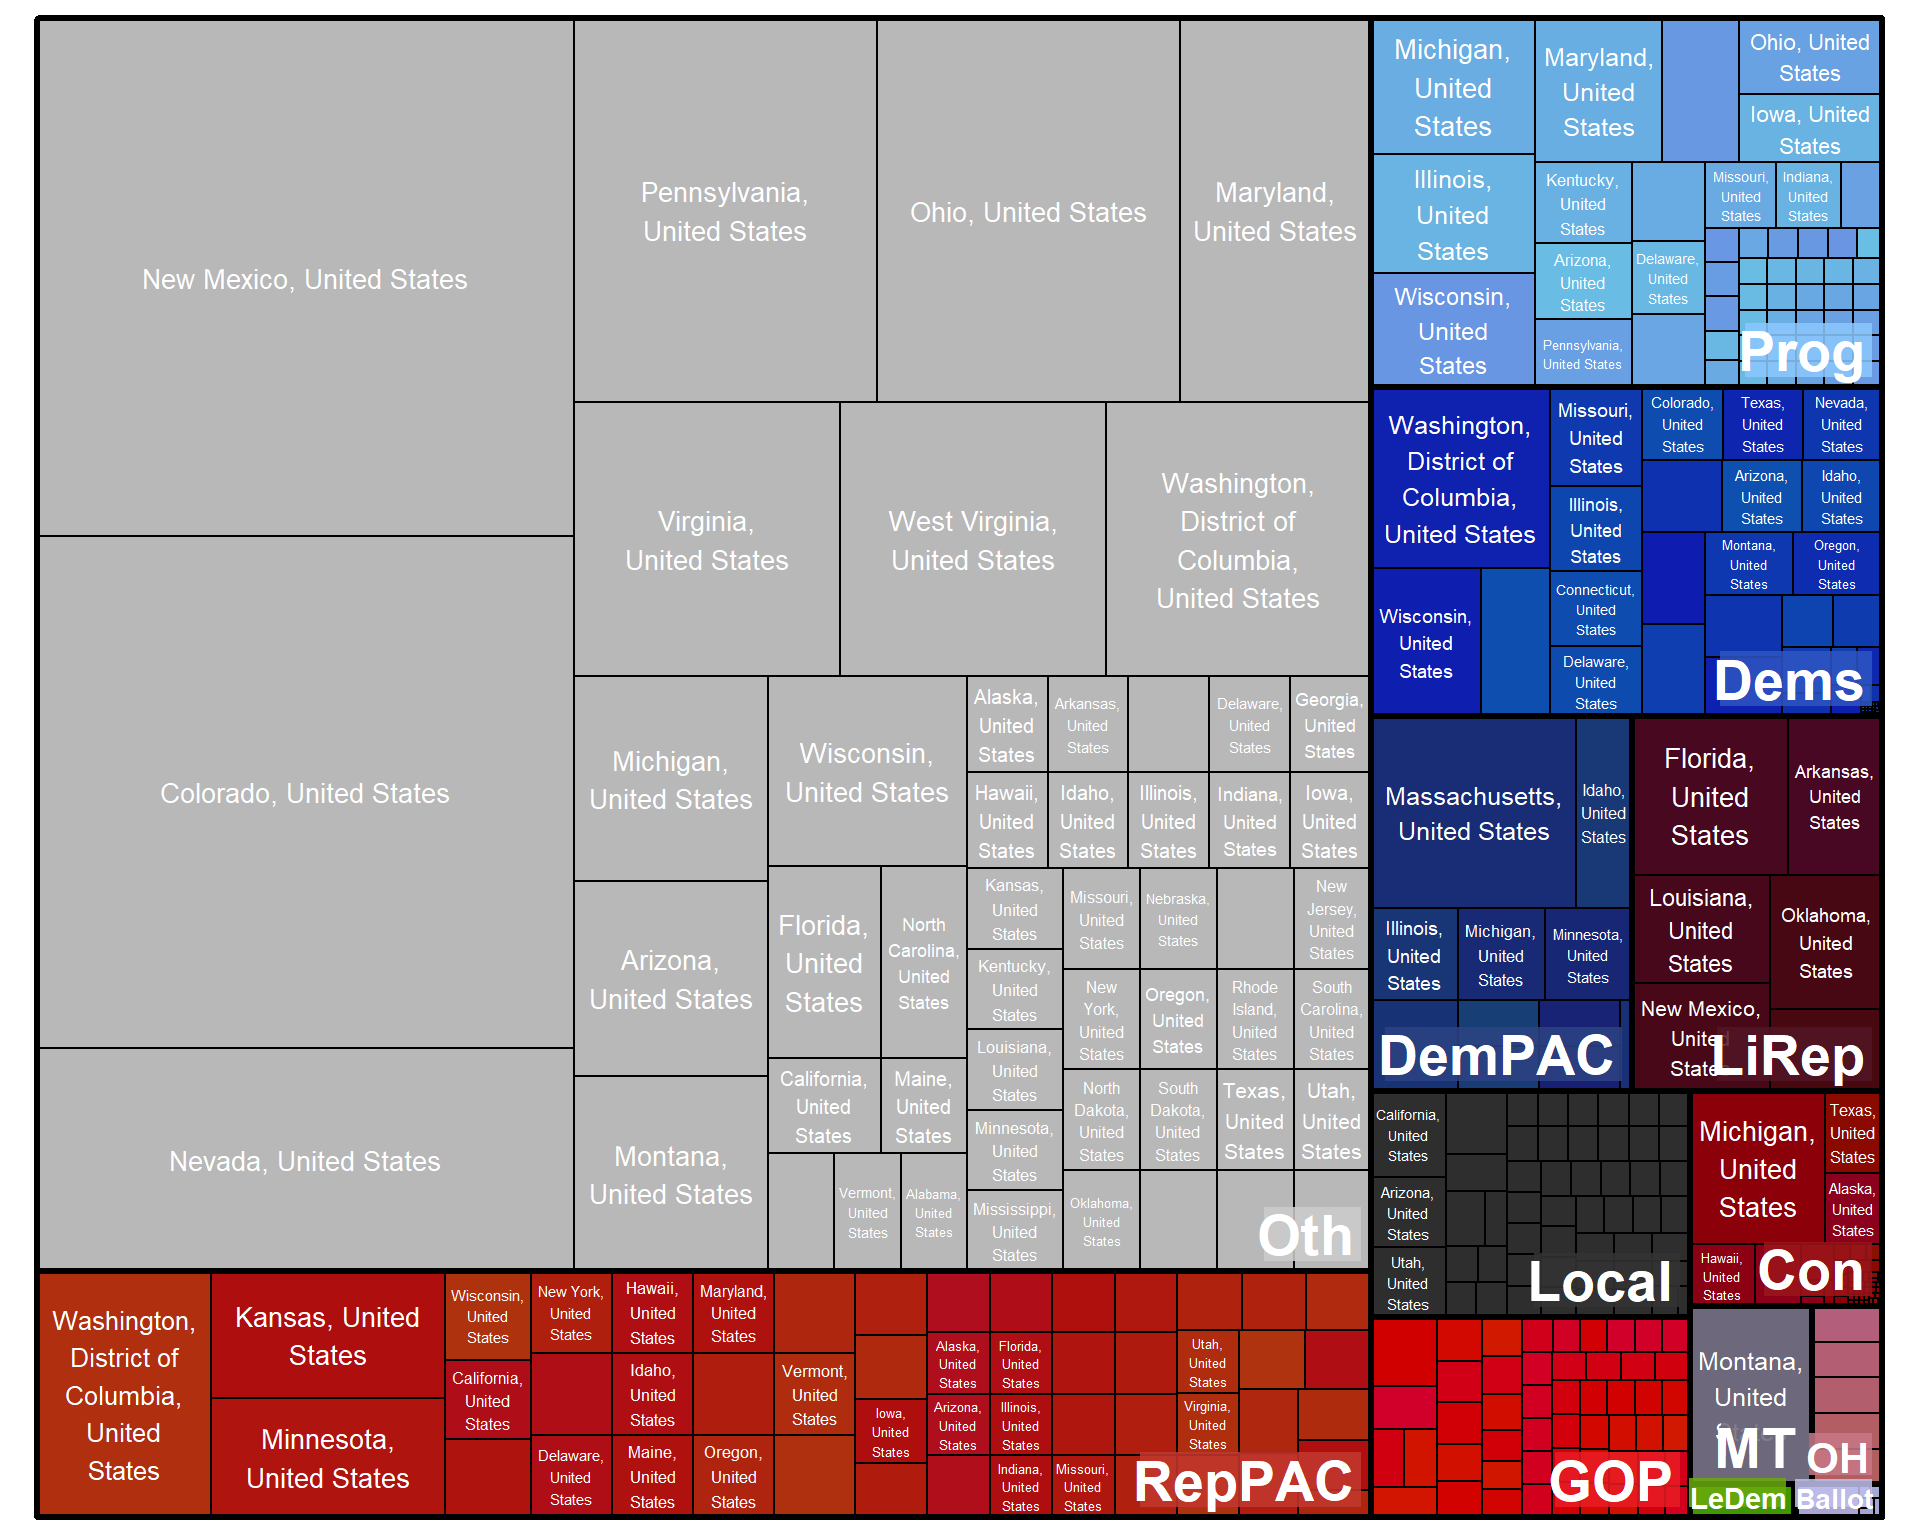 New Mexico, United States
Colorado, United States
Nevada, United States
Pennsylvania,
United States
Ohio, United States
Maryland,
United States
Virginia,
United States
West Virginia,
United States
Washington,
District of
Columbia,
United States
Michigan,
United States
Arizona,
United States
Montana,
United States
Wisconsin,
United States
Florida,
United
States
North
Carolina,
United
States
California,
United
States
Maine,
United
States
Vermont,
United
States
Alabama,
United
States
Alaska,
United
States
Arkansas,
United
States
Delaware,
United
States
Georgia,
United
States
Hawaii,
United
States
Idaho,
United
States
Illinois,
United
States
Indiana,
United
States
Iowa,
United
States
Kansas,
United
States
Kentucky,
United
States
Louisiana,
United
States
Minnesota,
United
States
Mississippi,
United
States
Missouri,
United
States
Nebraska,
United
States
New
Jersey,
United
States
New
York,
United
States
Oregon,
United
States
Rhode
Island,
United
States
South
Carolina,
United
States
North
Dakota,
United
States
South
Dakota,
United
States
Texas,
United
States
Utah,
United
States
Oklahoma,
United
States
Oth
Washington,
District of
Columbia,
United
States
Kansas, United
States
Minnesota,
United States
Wisconsin,
United
States
California,
United
States
New York,
United
States
Delaware,
United
States
Hawaii,
United
States
Idaho,
United
States
Maine,
United
States
Maryland,
United
States
Oregon,
United
States
Vermont,
United
States
Iowa,
United
States
Alaska,
United
States
Arizona,
United
States
Florida,
United
States
Illinois,
United
States
Indiana,
United
States
Missouri,
United
States
Utah,
United
States
Virginia,
United
States
RepPAC
Michigan,
United
States
Illinois,
United
States
Wisconsin,
United
States
Maryland,
United
States
Ohio, United
States
Iowa, United
States
Kentucky,
United
States
Arizona,
United
States
Pennsylvania,
United States
Delaware,
United
States
Missouri,
United
States
Indiana,
United
States
Prog
Washington,
District of
Columbia,
United States
Wisconsin,
United
States
Missouri,
United
States
Illinois,
United
States
Connecticut,
United
States
Delaware,
United
States
Colorado,
United
States
Texas,
United
States
Nevada,
United
States
Arizona,
United
States
Idaho,
United
States
Montana,
United
States
Oregon,
United
States
Dems
Massachusetts,
United States
Idaho,
United
States
Illinois,
United
States
Michigan,
United
States
Minnesota,
United
States
DemPAC
Florida,
United
States
Arkansas,
United
States
Louisiana,
United
States
Oklahoma,
United
States
New Mexico,
United
States
LiRep
California,
United
States
Arizona,
United
States
Utah,
United
States
Local
Michigan,
United
States
Texas,
United
States
Alaska,
United
States
Hawaii,
United
States
Con
GOP
Montana,
United
States
MT
OH
LeDem
Ballot